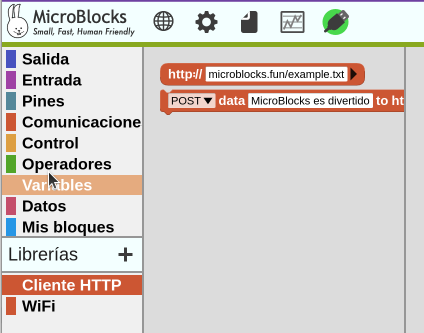 MicroBlocks
Small, Fast, Human Friendly
Salida
Entrada
Pines
Comunicacione
Control
Operadores
Variables
Datos
Mis bloques
Librerías +
Cliente HTTP
WiFi
http:// microblocks.fun/example.txt
POST data MicroBlocks es divertido to ht